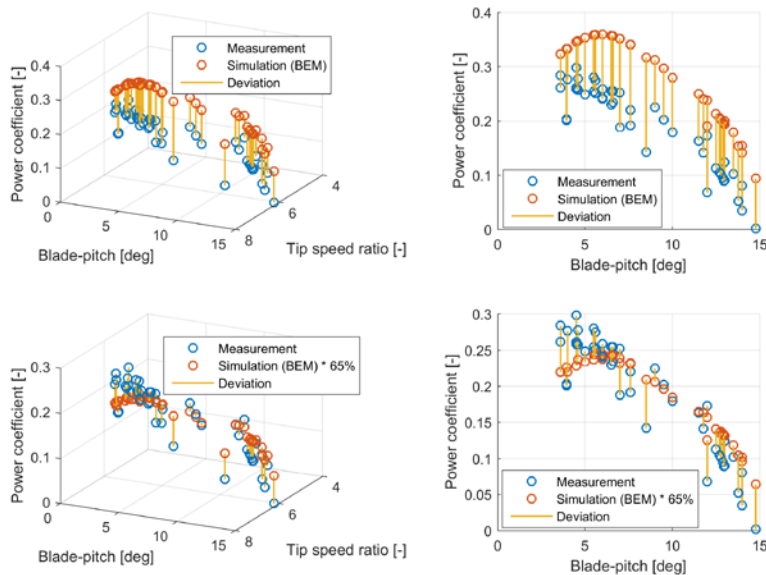 Measurement
Simulation (BEM)
Deviation
Power coefficient [-]
0.4
0.3
0.2
0.1
0
0
5
10
15
8
6
4
Blade-pitch [deg]
Tip speed ratio [-]
Power coefficient [-]
0.4
0.3
0.2
0.1
0
Measurement
Simulation (BEM)
Deviation
0
5
10
15
Blade-pitch [deg]
Measurement
Simulation (BEM) * 65%
Deviation
Power coefficient [-]
0.3
0.2
0.1
0
0
5
10
15
8
6
4
Blade-pitch [deg]
Tip speed ratio [-]
Power coefficient [-]
0.3
0.25
0.2
0.15
0.1
0.05
0
Measurement
Simulation (BEM) * 65%
Deviation
0
5
10
15
Blade-pitch [deg]